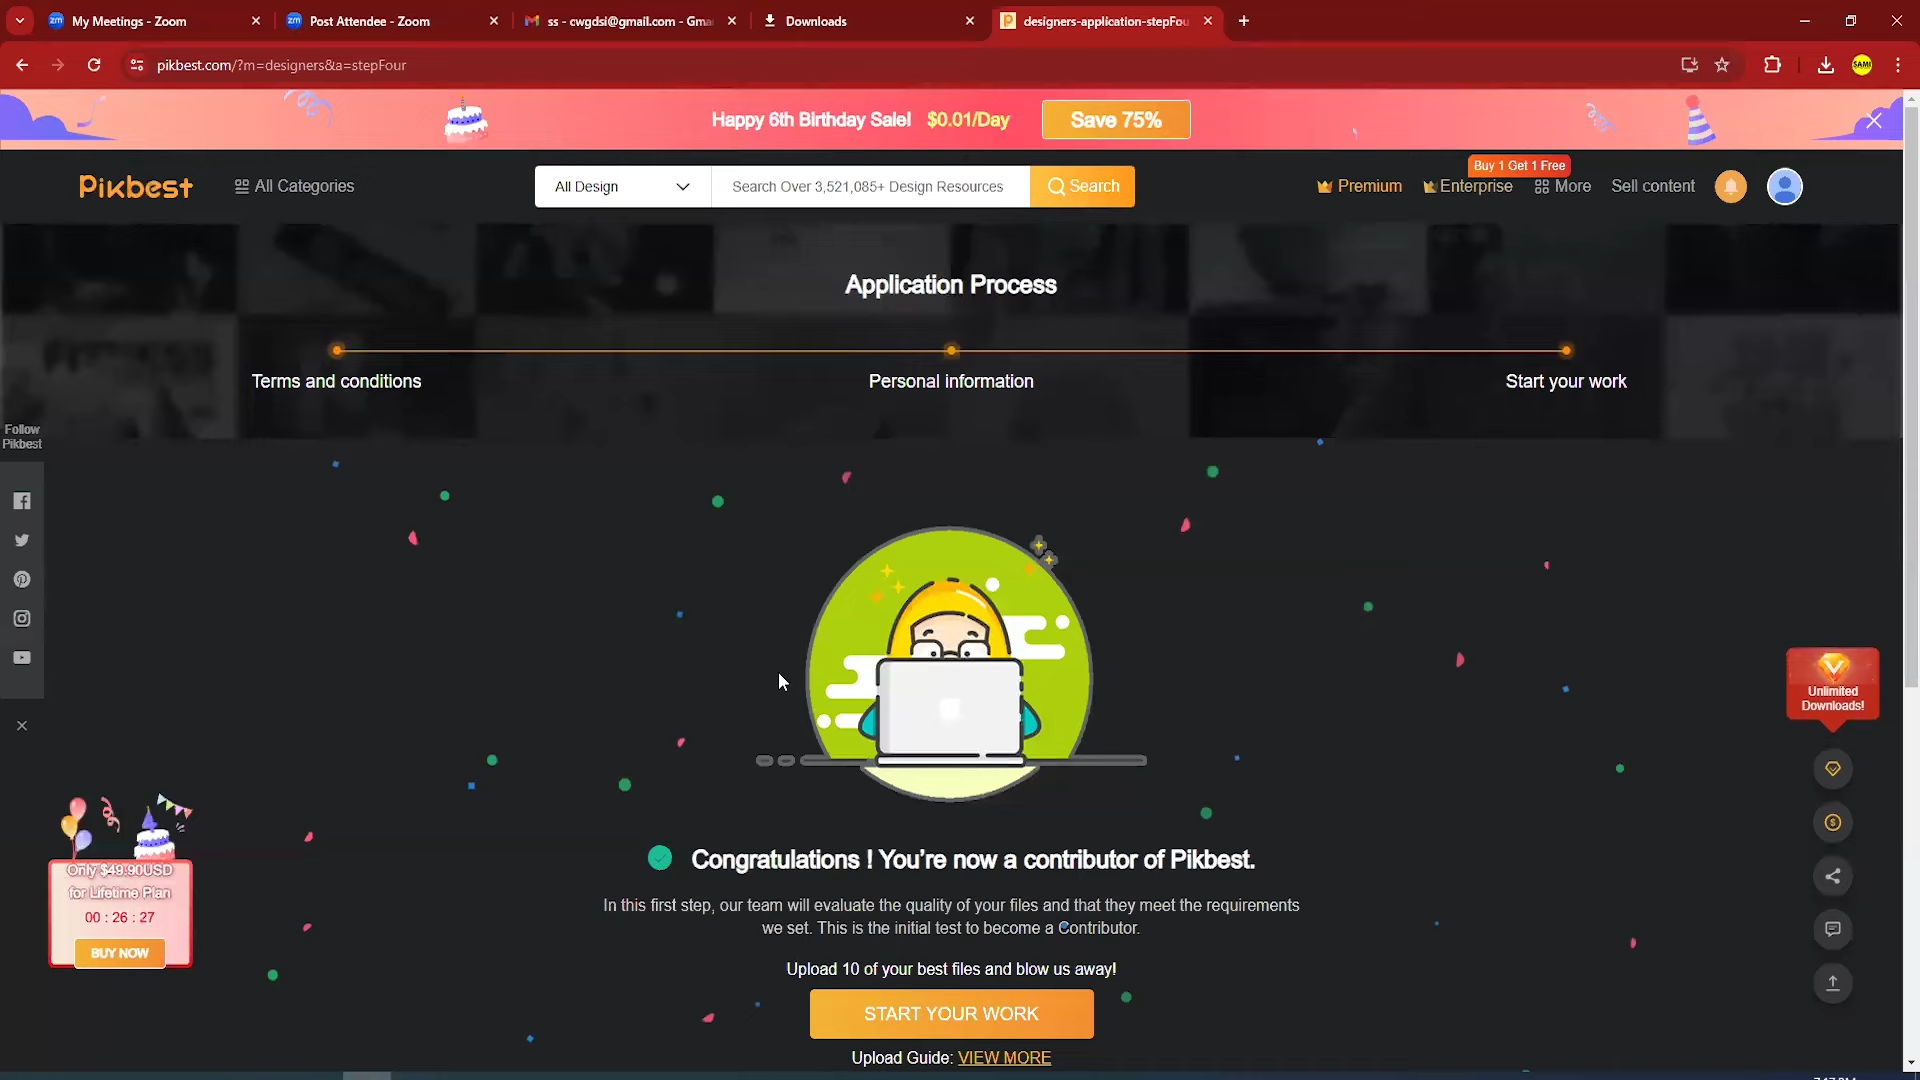 My Meetings - Zoom
Post Attendee - Zoom
ss - cwgdsi@gmail.com - Gma
Downloads
designers-application-stepFou
pikbest.com/?m=designers&a=stepFour
SAMI
Happy 6th Birthday Sale! $0.01/Day
Save 75%
Pikbest
All Categories
All Design
Search Over 3,521,085+ Design Resources
Search
Premium
Buy 1 Get 1 Free
Enterprise
More
Sell content
Application Process
Terms and conditions
Personal information
Start your work
Follow
Pikbest
Unlimited
Downloads!
Only $49.90USD
for Lifetime Plan
00 : 26 : 27
BUY NOW
Congratulations ! You're now a contributor of Pikbest.
In this first step, our team will evaluate the quality of your files and that they meet the requirements
we set. This is the initial test to become a Contributor.
Upload 10 of your best files and blow us away!
START YOUR WORK
Upload Guide: VIEW MORE